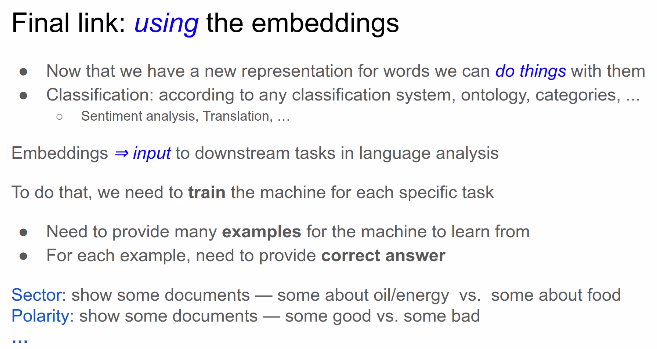 Final link: using the embeddings
● Now that we have a new representation for words we can do things with them
● Classification: according to any classification system, ontology, categories, ...
○ Sentiment analysis, Translation, ...
Embeddings ⇒ input to downstream tasks in language analysis
To do that, we need to train the machine for each specific task
● Need to provide many examples for the machine to learn from
● For each example, need to provide correct answer
Sector: show some documents — some about oil/energy vs. some about food
Polarity: show some documents — some good vs. some bad
...